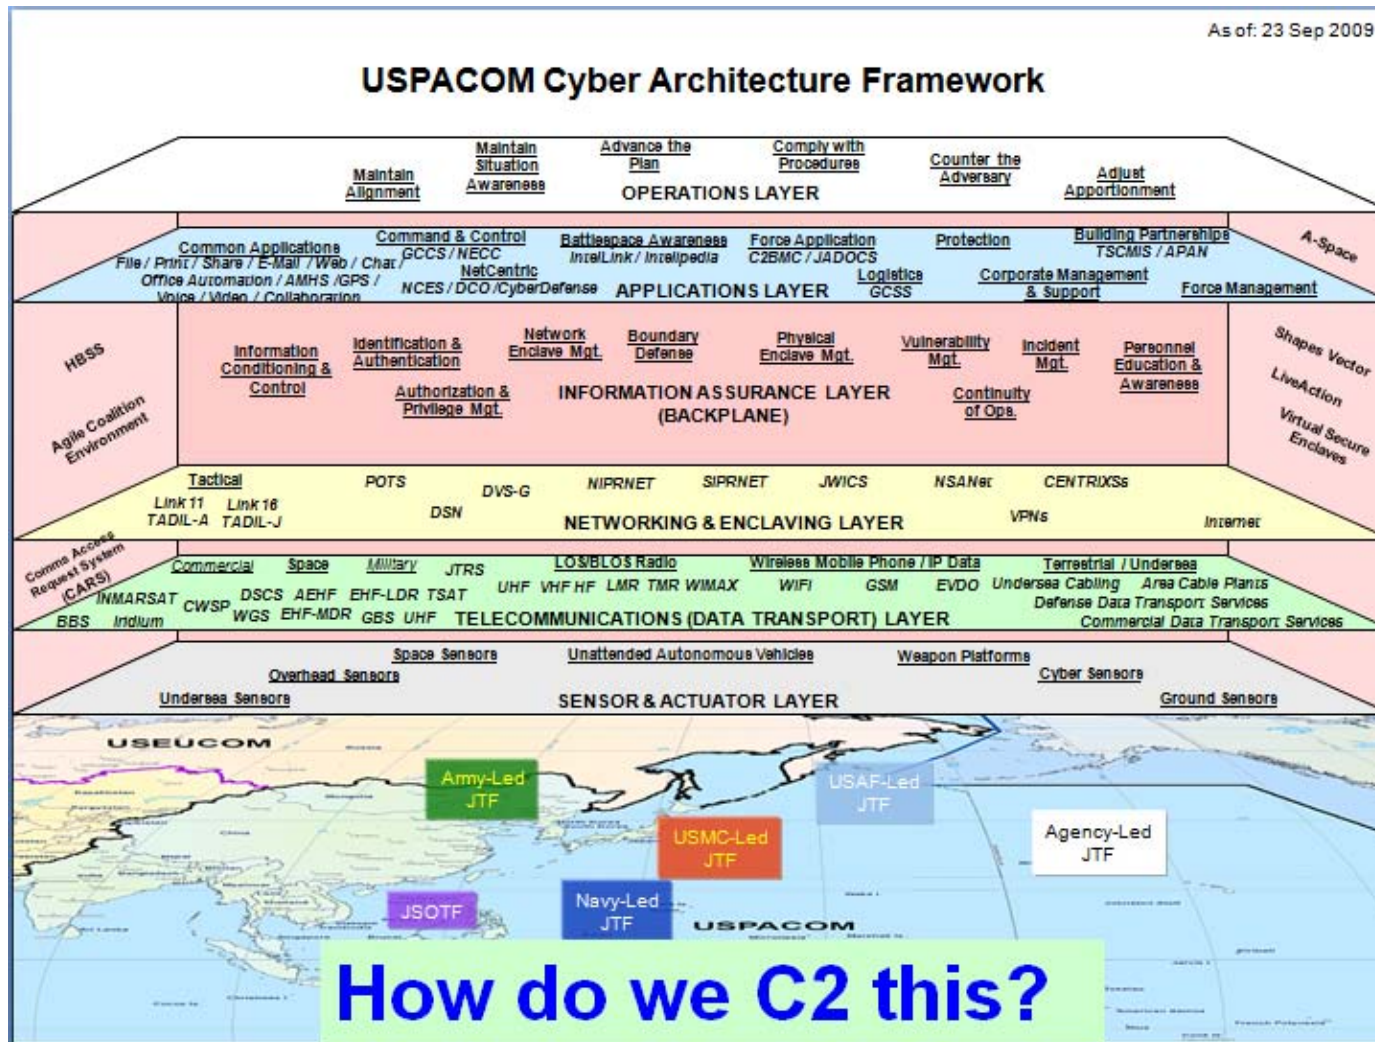 As of: 23 Sep 2009
USPACOM Cyber Architecture Framework
Maintain
Alignment
Maintain
Situation
Awareness
Advance the
Plan
Comply with
Procedures
Counter the
Adversary
Adjust
Apportionment
OPERATIONS LAYER
Common Applications
File / Print / Share / E-Mail / Web / Chat /
Office Automation / AMHS / GPS /
Voice / Video / Collaboration
Command & Control
GCCS / NECC
NetCentric
NCES / DCO /CyberDefense
Battlespace Awareness
IntelLink / Intelipedia
Force Application
C2BMC / JADOCS
Protection
Building Partnerships
TSCMIS / APAN
Logistics
GCSS
Corporate Management
& Support
Force Management
APPLICATIONS LAYER
A-Space
HBSS
Agile Coalition
Environment
Information
Conditioning &
Control
Identification &
Authentication
Authorization &
Privilege Mgt.
Network
Enclave Mgt.
Boundary
Defense
Physical
Enclave Mgt.
Vulnerability
Mgt.
Incident
Mgt.
Personnel
Education &
Awareness
Continuity
of Ops.
INFORMATION ASSURANCE LAYER
(BACKPLANE)
Shapes Vector
LiveAction
Virtual Secure
Enclaves
Tactical
Link 11 Link 16
TADIL-A TADIL-J
POTS
DSN
DVS-G
NIPRNET
SIPRNET
JWICS
NSANet
CENTRIXSs
VPNs
Internet
NETWORKING & ENCLAVING LAYER
Comms Access
Request System
(CARS)
Commercial
INMARSAT
BBS Iridium
CWSP
Space
DSCS AEHF
WGS EHF-MDR
Military
EHF-LDR TSAT
GBS UHF
JTRS
LOS/BLOS Radio
UHF VHF HF LMR TMR WIMAX
Wireless Mobile Phone / IP Data
WIFI GSM EVDO
Terrestrial / Undersea
Undersea Cabling Area Cable Plants
Defense Data Transport Services
Commercial Data Transport Services
TELECOMMUNICATIONS (DATA TRANSPORT) LAYER
Undersea Sensors
Overhead Sensors
Space Sensors
Unattended Autonomous Vehicles
Weapon Platforms
Cyber Sensors
Ground Sensors
SENSOR & ACTUATOR LAYER
USEUCOM
Russia
Kazakhstan
Mongolia
China
Army-Led
JTF
USAF-Led
JTF
USMC-Led
JTF
Agency-Led
JTF
JSOTF
Navy-Led
JTF
India
Sri Lanka
USPACOM
How do we C2 this?